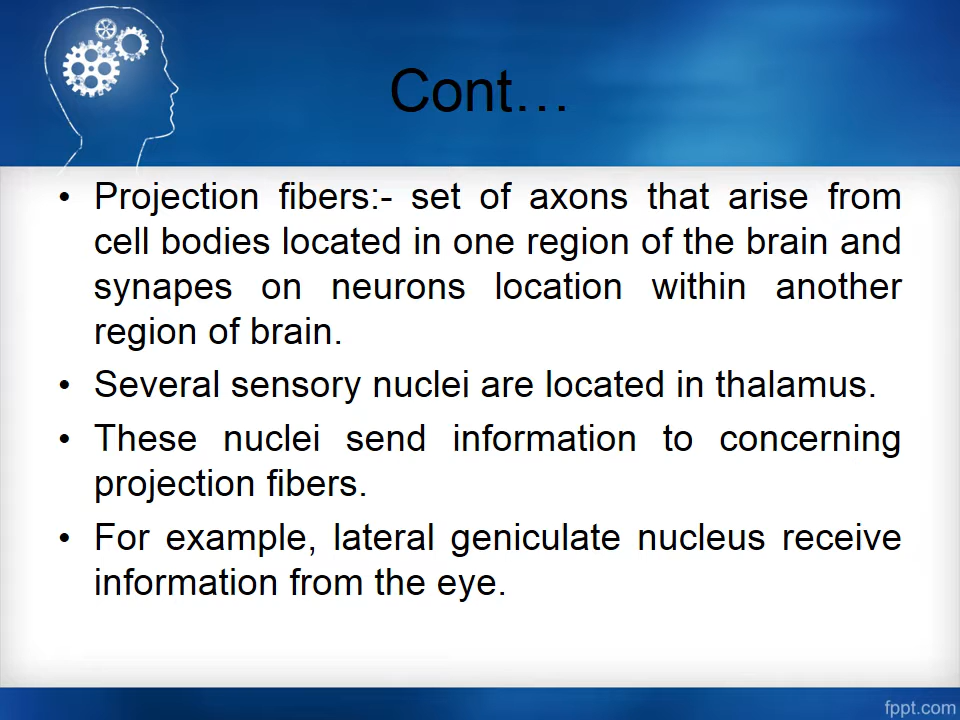 Cont…
• Projection fibers:- set of axons that arise from
cell bodies located in one region of the brain and
synapes on neurons location within another
region of brain.
• Several sensory nuclei are located in thalamus.
• These nuclei send information to concerning
projection fibers.
• For example, lateral geniculate nucleus receive
information from the eye.
fppt.com